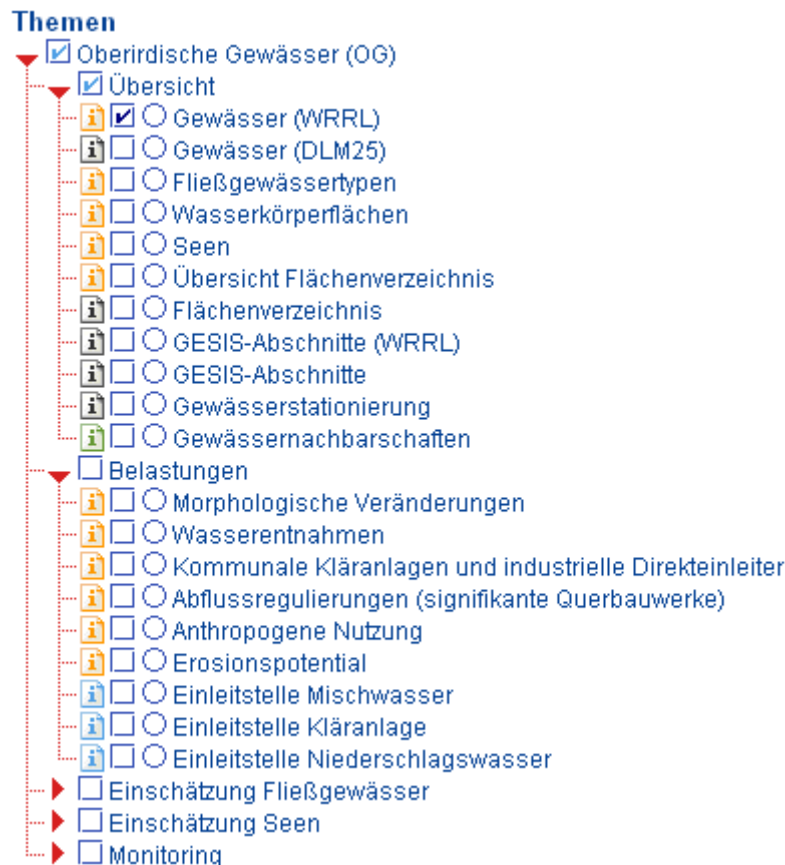 Themen
Oberirdische Gewässer (OG)
Übersicht
Gewässer (WRRL)
Gewässer (DLM25)
Fließgewässertypen
Wasserkörperflächen
Seen
Übersicht Flächenverzeichnis
Flächenverzeichnis
GESIS-Abschnitte (WRRL)
GESIS-Abschnitte
Gewässerstationierung
Gewässernachbarschaften
Belastungen
Morphologische Veränderungen
Wasserentnahmen
Kommunale Kläranlagen und industrielle Direkteinleiter
Abflussregulierungen (signifikante Querbauwerke)
Anthropogene Nutzung
Erosionspotential
Einleitstelle Mischwasser
Einleitstelle Kläranlage
Einleitstelle Niederschlagswasser
Einschätzung Fließgewässer
Einschätzung Seen
Monitoring